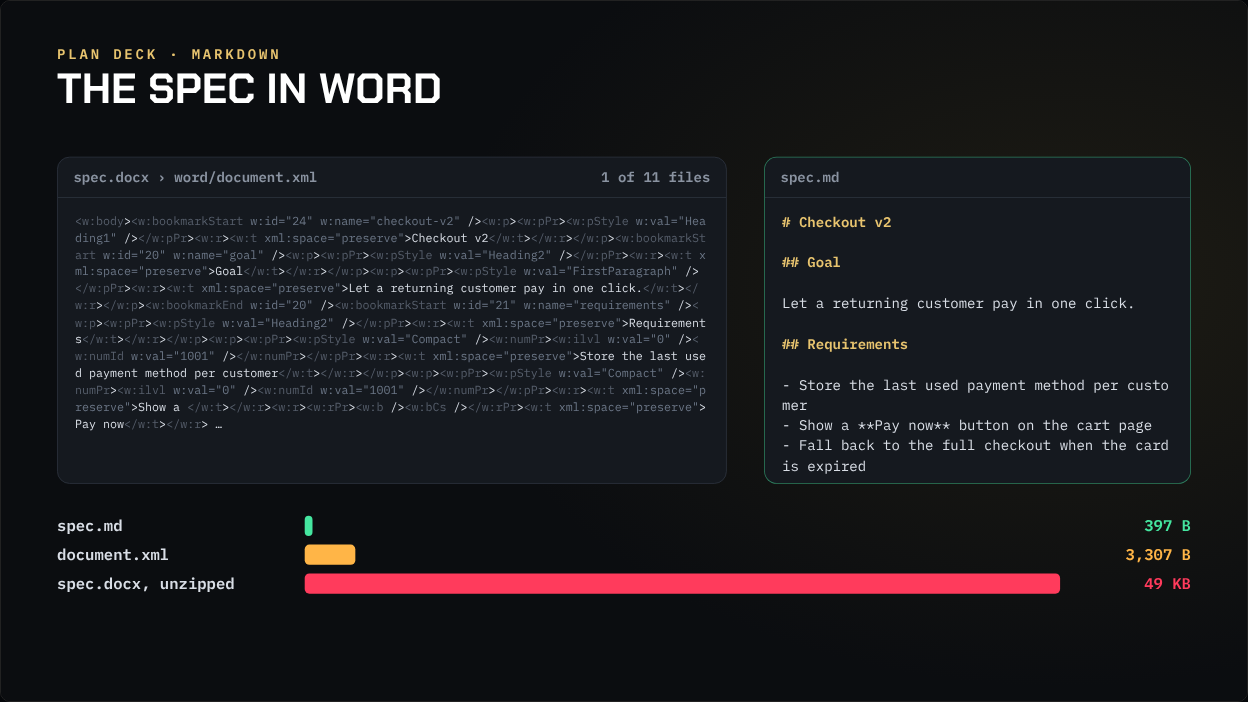 PLAN DECK · MARKDOWN
THE SPEC IN WORD
spec.docx › word/document.xml
1 of 11 files
<w:body><w:bookmarkStart w:id="24" w:name="checkout-v2" /><w:p><w:pPr><w:pStyle w:val="Hea
ding1" /></w:pPr><w:r><w:t xml:space="preserve">Checkout v2</w:t></w:r></w:p><w:bookmarkSt
art w:id="20" w:name="goal" /><w:p><w:pPr><w:pStyle w:val="Heading2" /></w:pPr><w:r><w:t x
ml:space="preserve">Goal</w:t></w:r></w:p><w:p><w:pPr><w:pStyle w:val="FirstParagraph" />
</w:pPr><w:r><w:t xml:space="preserve">Let a returning customer pay in one click.</w:t></
w:r></w:p><w:bookmarkEnd w:id="20" /><w:bookmarkStart w:id="21" w:name="requirements" /><
w:p><w:pPr><w:pStyle w:val="Heading2" /></w:pPr><w:r><w:t xml:space="preserve">Requirement
s</w:t></w:r></w:p><w:p><w:pPr><w:pStyle w:val="Compact" /><w:numPr><w:ilvl w:val="0" /><
w:numId w:val="1001" /></w:numPr></w:pPr><w:r><w:t xml:space="preserve">Store the last use
d payment method per customer</w:t></w:r></w:p><w:p><w:pPr><w:pStyle w:val="Compact" /><w:
numPr><w:ilvl w:val="0" /><w:numId w:val="1001" /></w:numPr></w:pPr><w:r><w:t xml:space="p
reserve">Show a </w:t></w:r><w:r><w:rPr><w:b /><w:bCs /></w:rPr><w:t xml:space="preserve">
Pay now</w:t></w:r> …
spec.md
# Checkout v2
## Goal
Let a returning customer pay in one click.
## Requirements
- Store the last used payment method per custo
mer
- Show a **Pay now** button on the cart page
- Fall back to the full checkout when the card
is expired
spec.md
397 B
document.xml
3,307 B
spec.docx, unzipped
49 KB